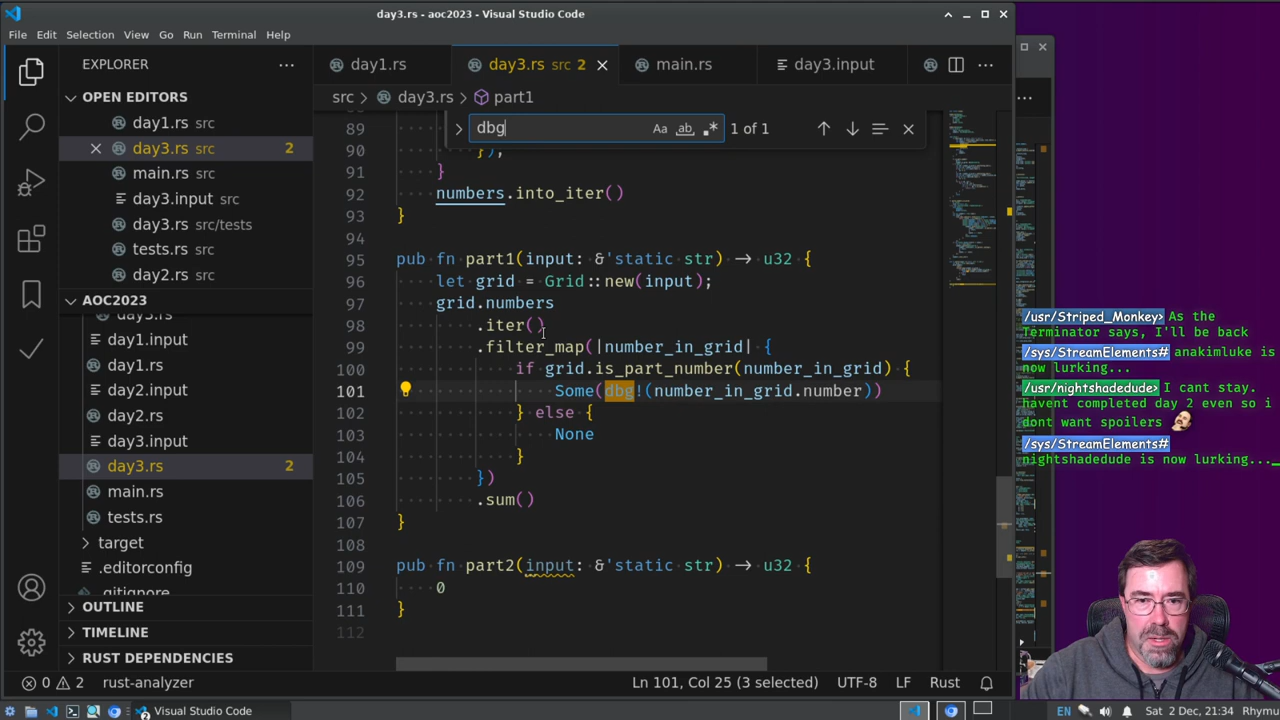 day3.rs - aoc2023 - Visual Studio Code
File Edit Selection View Go Run Terminal Help
EXPLORER
OPEN EDITORS
day1.rs src
day3.rs src 2
main.rs src
day3.input src
day3.rs src/tests
tests.rs src
day2.rs src
AOC2023
day3.rs
day1.input
day1.rs
day2.input
day2.rs
day3.input
day3.rs 2
main.rs
tests.rs
target
.editorconfig
.gitignore
OUTLINE
TIMELINE
RUST DEPENDENCIES
day1.rs day3.rs src 2 main.rs day3.input
src > day3.rs > part1
dbg Aa ab 1 of 1
89
90 });
91 }
92 numbers.into_iter()
93 }
94
95 pub fn part1(input: &'static str) → u32 {
96 let grid = Grid::new(input);
97 grid.numbers
98 .iter()
99 .filter_map(|number_in_grid| {
100 if grid.is_part_number(number_in_grid) {
101 Some(dbg!(number_in_grid.number))
102 } else {
103 None
104 }
105 })
106 .sum()
107 }
108
109 pub fn part2(input: &'static str) → u32 {
110 0
111 }
112
0 2 rust-analyzer Ln 101, Col 25 (3 selected) UTF-8 LF Rust
/usr/Striped_Monkey> As the
Terminator says, I'll be back
/sys/StreamElements# anakimluke is
now lurking...
/usr/nightshadedude> I cant stay.
havent completed day 2 even so i
dont want spoilers
/sys/StreamElements#
nightshadedude is now lurking..._
2 Visual Studio Code EN Sat 2 Dec, 21:34 Rhymu